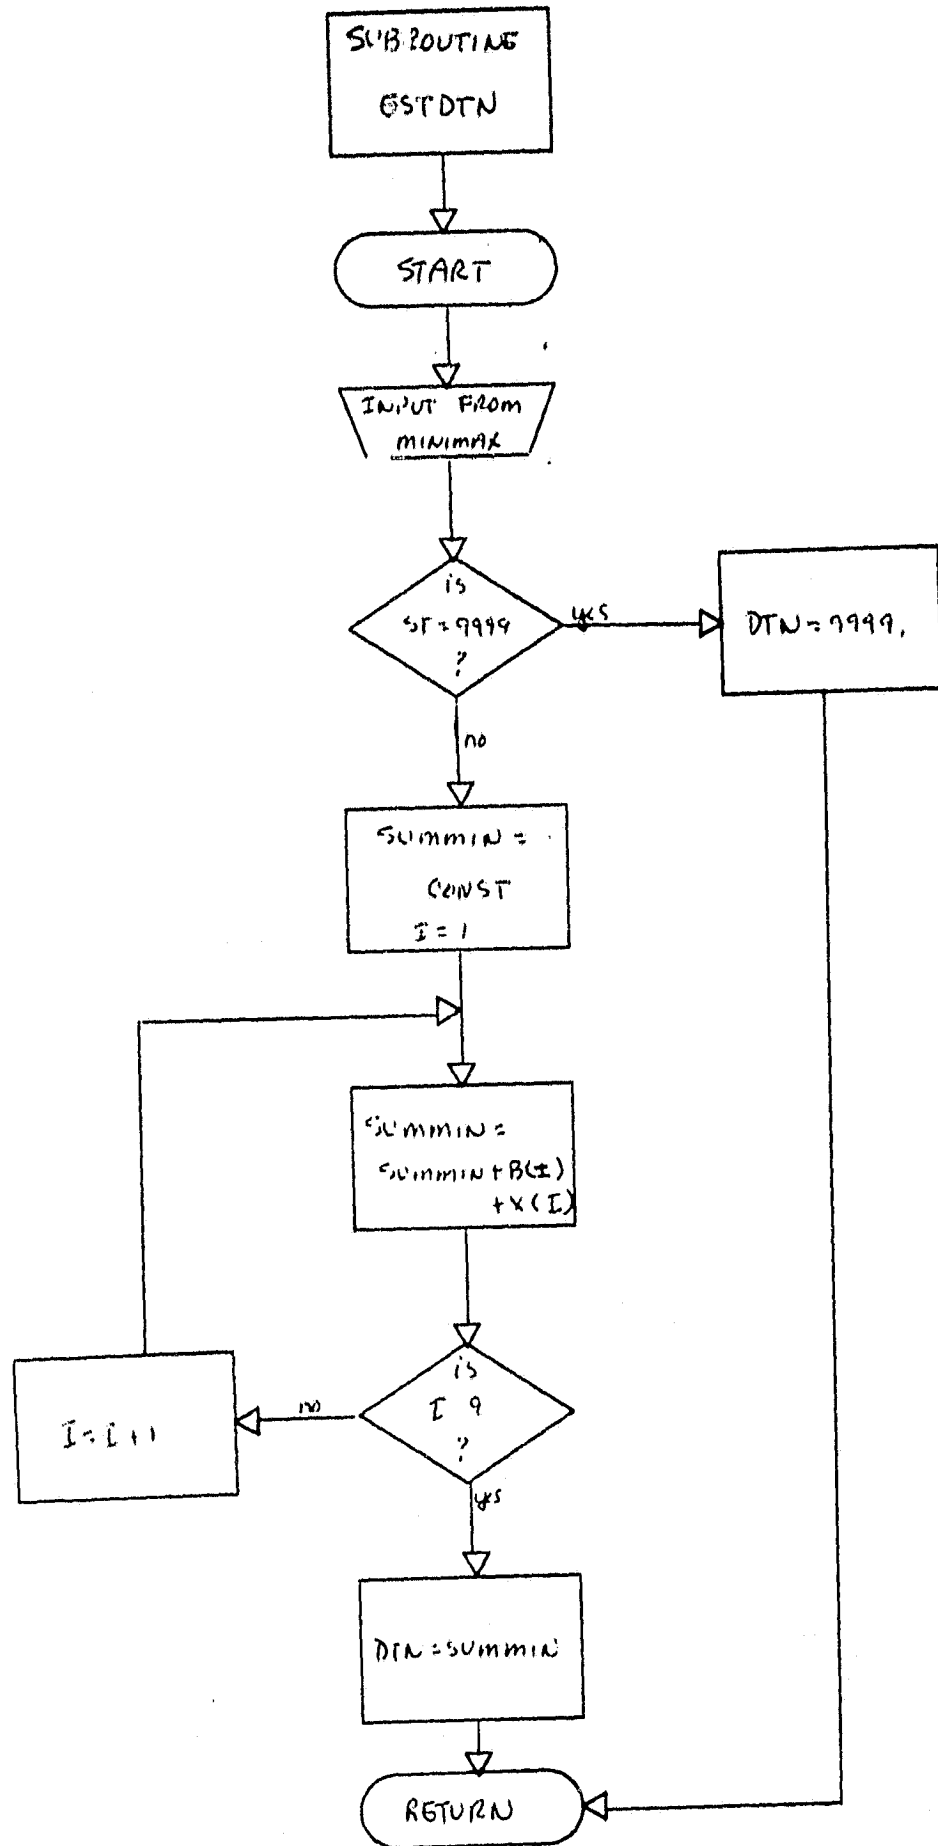 SUBROUTINE
ESTDTN
START
INPUT FROM
MINIMAX
is
ST = 9999
?
yes
DTN = 9999.
no
SUMMIN =
CONST
I = 1
SUMMIN =
SUMMIN + B(I)
+ X(I)
is
I 9
?
no
I = I + 1
yes
DTN = SUMMIN
RETURN